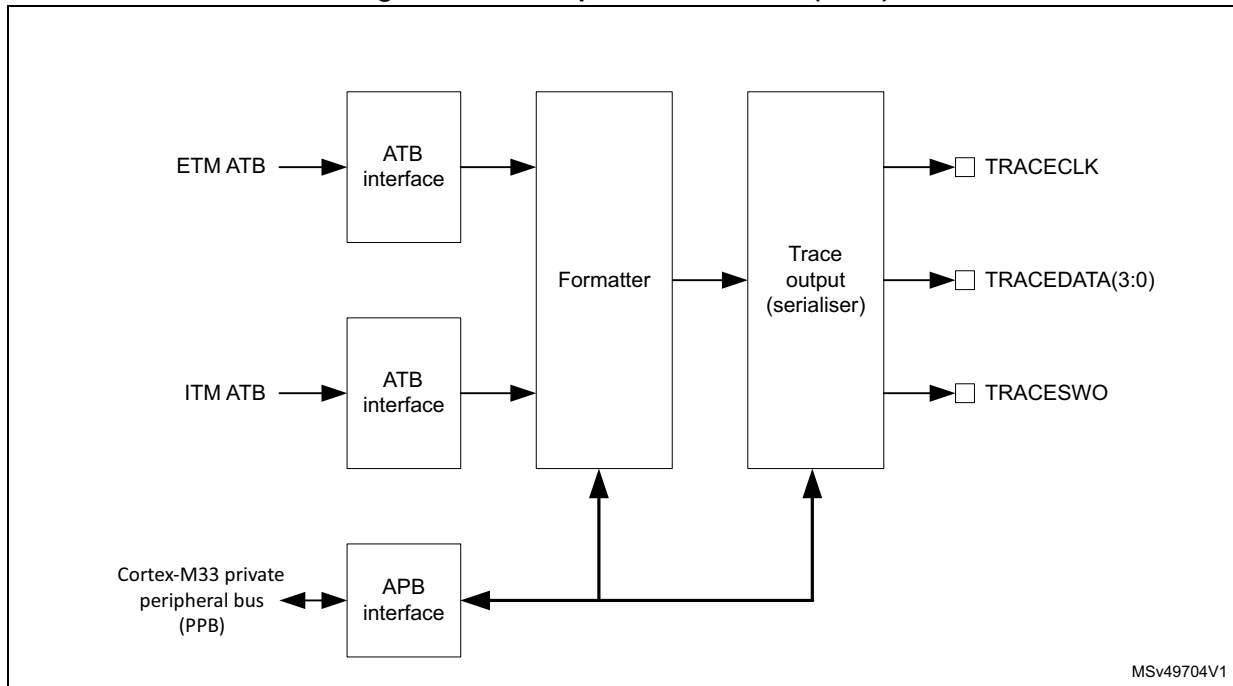 ETM ATB
ATB
interface
Formatter
Trace
output
(serialiser)
TRACECLK
TRACEDATA(3:0)
TRACESWO
ITM ATB
ATB
interface
Cortex-M33 private
peripheral bus
(PPB)
APB
interface
MSv49704V1